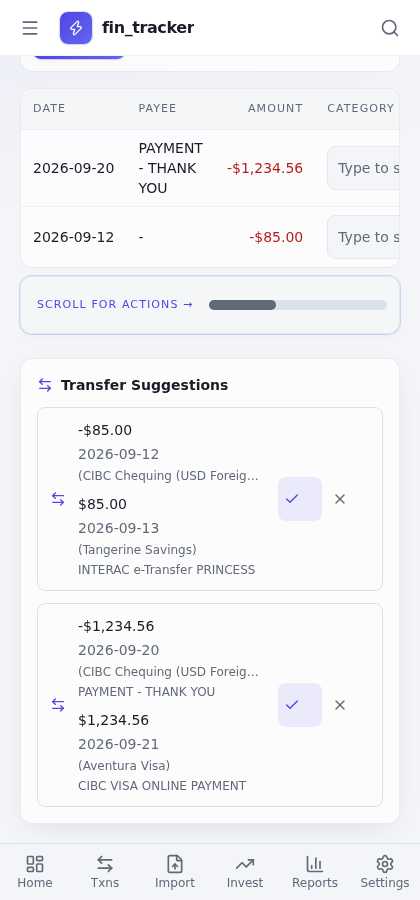 fin_tracker
DATE PAYEE AMOUNT CATEGORY
2026-09-20 PAYMENT - THANK YOU -$1,234.56 Type to s
2026-09-12 - -$85.00 Type to s
SCROLL FOR ACTIONS →
Transfer Suggestions
-$85.00
2026-09-12
(CIBC Chequing (USD Foreig...
$85.00
2026-09-13
(Tangerine Savings)
INTERAC e-Transfer PRINCESS
-$1,234.56
2026-09-20
(CIBC Chequing (USD Foreig...
PAYMENT - THANK YOU
$1,234.56
2026-09-21
(Aventura Visa)
CIBC VISA ONLINE PAYMENT
Home Txns Import Invest Reports Settings